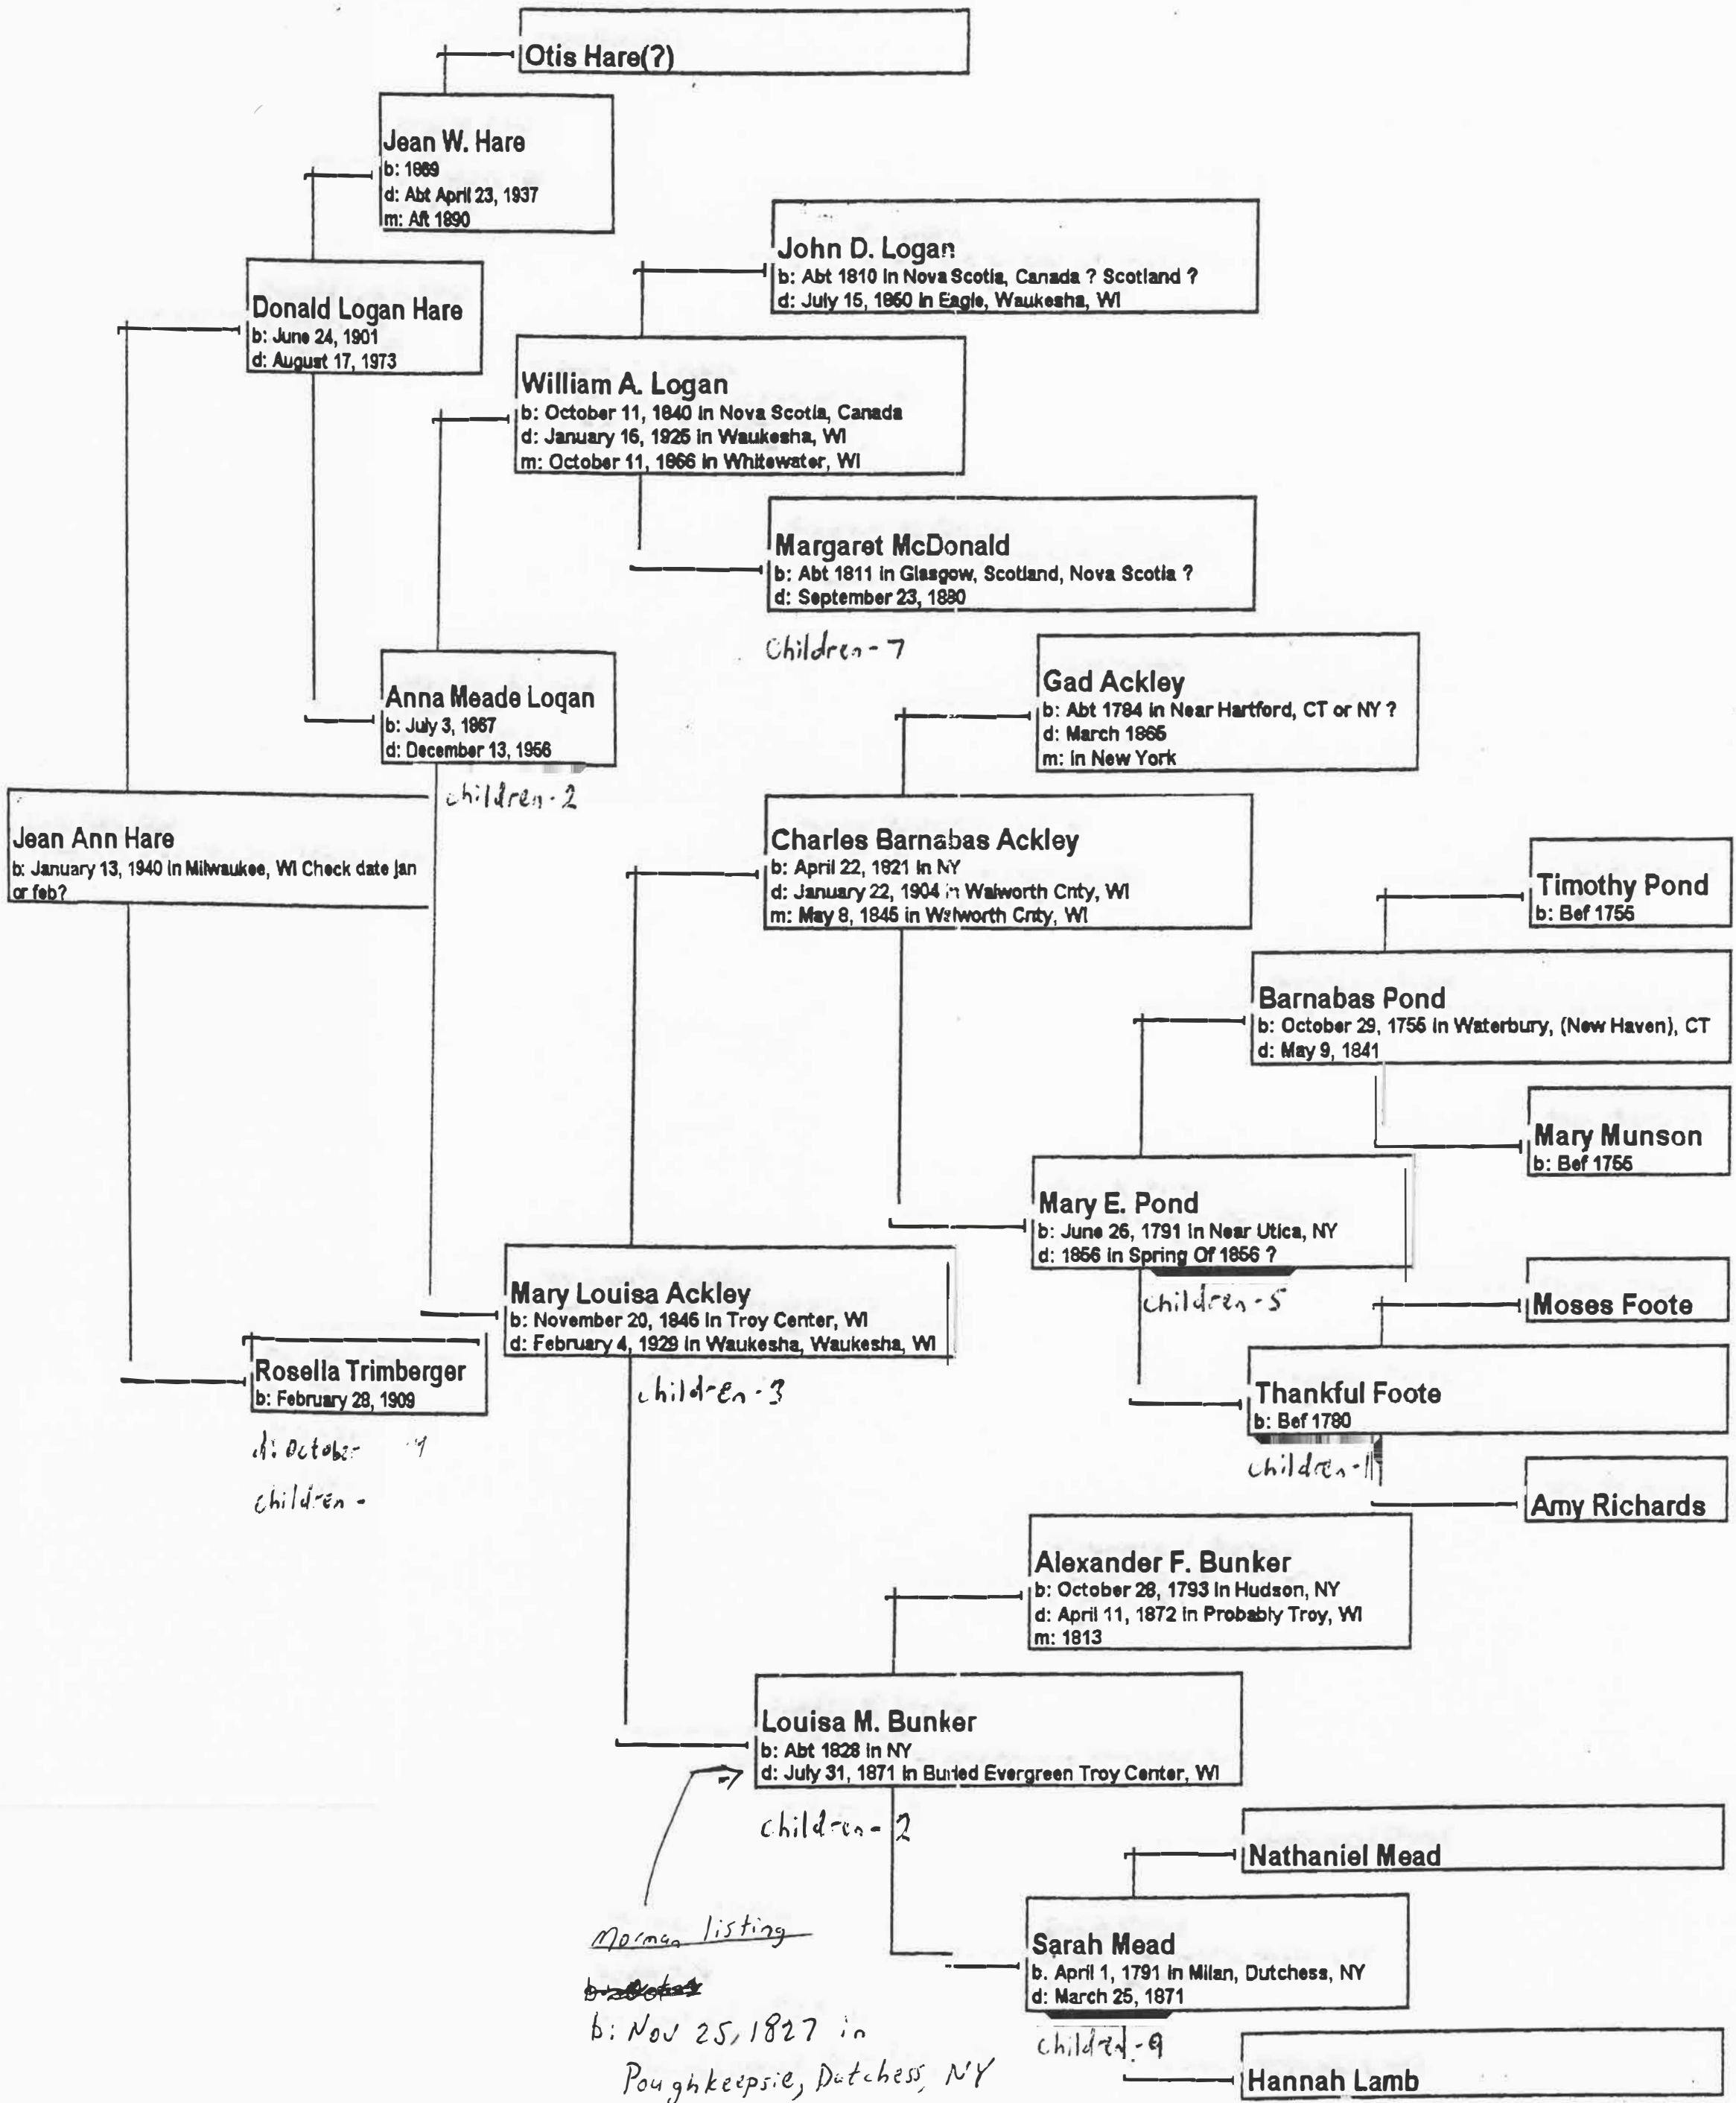 Otis Hare(?)
Jean W. Hare
b: 1869
d: Abt April 23, 1937
m: Aft 1890
John D. Logan
b: Abt 1810 in Nova Scotia, Canada ? Scotland ?
d: July 15, 1860 in Eagle, Waukesha, WI
Donald Logan Hare
b: June 24, 1901
d: August 17, 1973
William A. Logan
b: October 11, 1840 in Nova Scotia, Canada
d: January 16, 1925 in Waukesha, WI
m: October 11, 1866 in Whitewater, WI
Margaret McDonald
b: Abt 1811 in Glasgow, Scotland, Nova Scotia ?
d: September 23, 1880
Children - 7
Gad Ackley
b: Abt 1784 in Near Hartford, CT or NY ?
d: March 1865
m: in New York
Anna Meade Logan
b: July 3, 1867
d: December 13, 1956
children - 2
Jean Ann Hare
b: January 13, 1940 in Milwaukee, WI Check date jan
or feb?
Charles Barnabas Ackley
b: April 22, 1821 in NY
d: January 22, 1904 in Walworth Cnty, WI
m: May 8, 1845 in Walworth Cnty, WI
Timothy Pond
b: Bef 1755
Barnabas Pond
b: October 29, 1755 in Waterbury, (New Haven), CT
d: May 9, 1841
Mary Munson
b: Bef 1755
Mary E. Pond
b: June 26, 1791 in Near Utica, NY
d: 1856 in Spring Of 1856 ?
children - 5
Mary Louisa Ackley
b: November 20, 1846 in Troy Center, WI
d: February 4, 1929 in Waukesha, Waukesha, WI
children - 3
Moses Foote
Rosella Trimberger
b: February 28, 1909
d: October
children -
Thankful Foote
b: Bef 1780
children - 11
Amy Richards
Alexander F. Bunker
b: October 28, 1793 in Hudson, NY
d: April 11, 1872 in Probably Troy, WI
m: 1813
Louisa M. Bunker
b: Abt 1828 in NY
d: July 31, 1871 in Buried Evergreen Troy Center, WI
children - 2
Nathaniel Mead
Morman listing
b: Nov 25, 1827 in
Poughkeepsie, Dutchess, NY
Sarah Mead
b. April 1, 1791 in Milan, Dutchess, NY
d: March 25, 1871
children - 9
Hannah Lamb